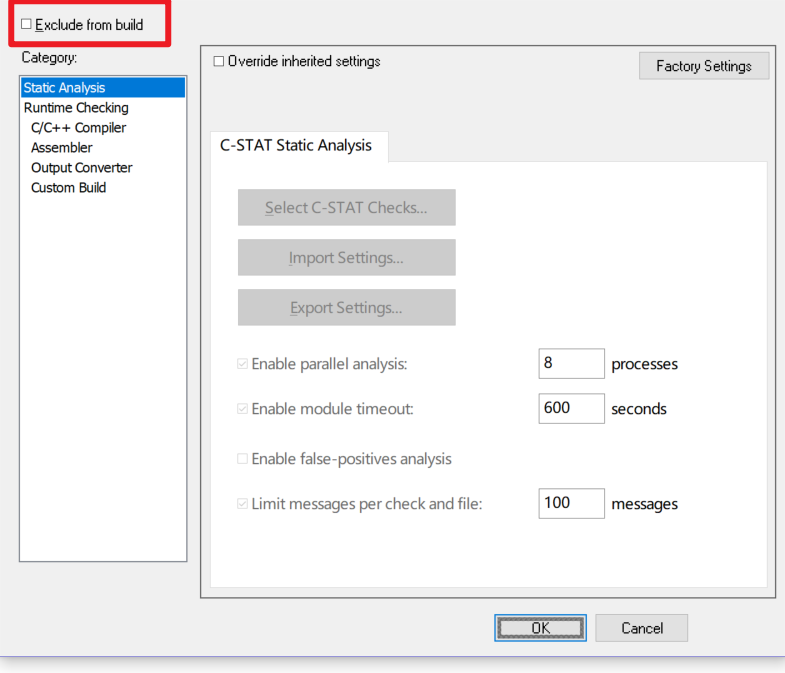 Exclude from build
Category:
Static Analysis
Runtime Checking
C/C++ Compiler
Assembler
Output Converter
Custom Build
Override inherited settings
Factory Settings
C-STAT Static Analysis
Select C-STAT Checks...
Import Settings...
Export Settings...
Enable parallel analysis: 8 processes
Enable module timeout: 600 seconds
Enable false-positives analysis
Limit messages per check and file: 100 messages
OK Cancel